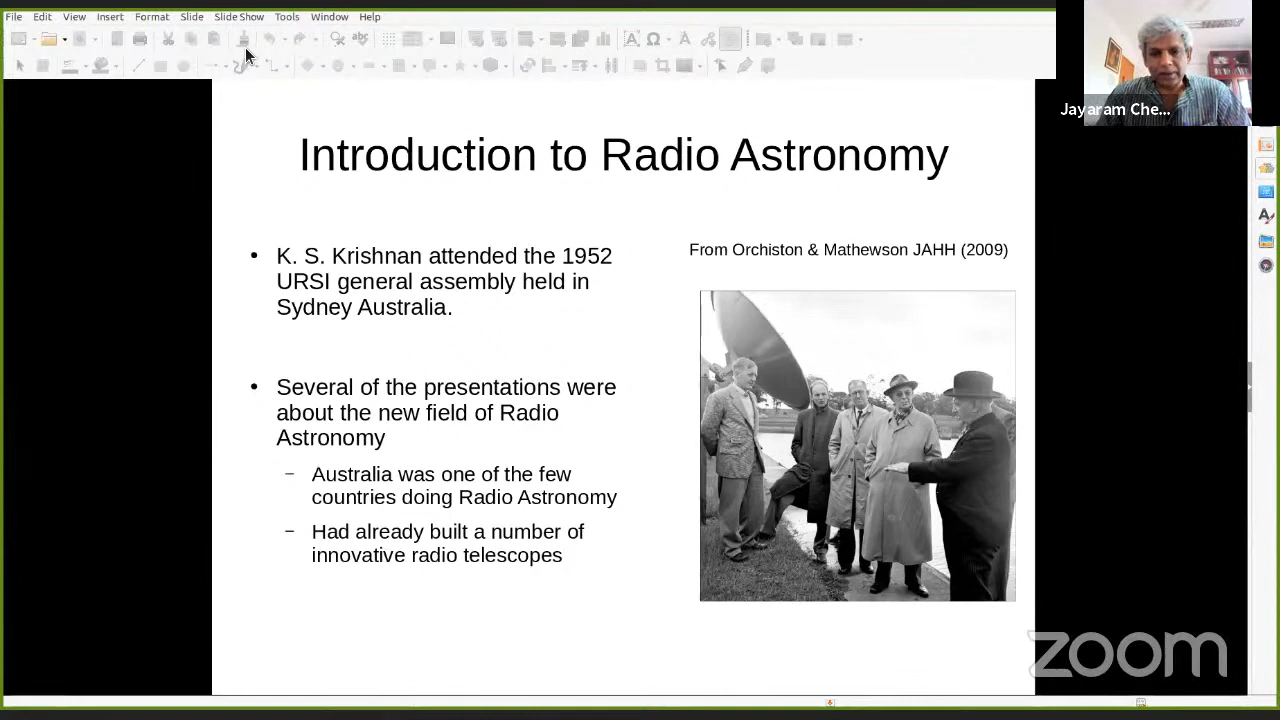 File Edit View Insert Format Slide Slide Show Tools Window Help
Jayaram Che...
Introduction to Radio Astronomy
• K. S. Krishnan attended the 1952
URSI general assembly held in
Sydney Australia.
From Orchiston & Mathewson JAHH (2009)
• Several of the presentations were
about the new field of Radio
Astronomy
– Australia was one of the few
countries doing Radio Astronomy
– Had already built a number of
innovative radio telescopes
zoom